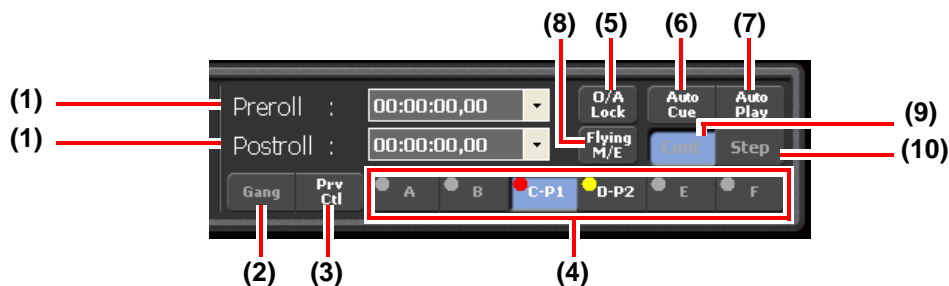 (8) (5) (6) (7)
(1) Preroll : 00:00:00,00 O/A Lock Auto Cue Auto Play
(9)
(1) Postroll : 00:00:00,00 Flying M/E Cont Step (10)
Gang Prv Ctl A B C-P1 D-P2 E F
(2) (3) (4)